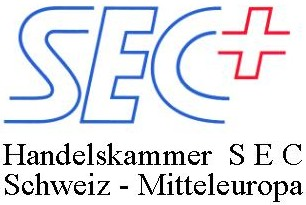 SEC+
Handelskammer S E C
Schweiz - Mitteleuropa